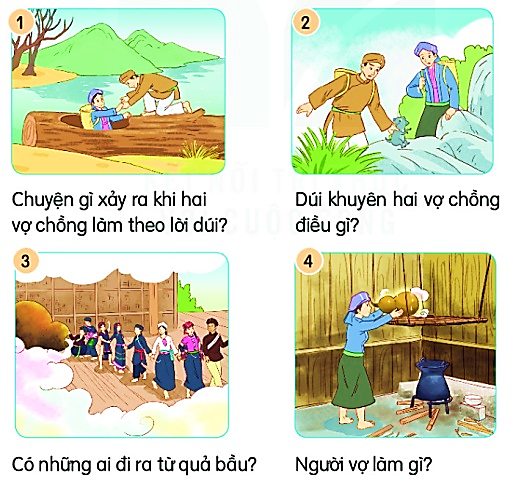 1
2
Chuyện gì xảy ra khi hai
vợ chồng làm theo lời dúi?
Dúi khuyên hai vợ chồng
điều gì?
3
4
Có những ai đi ra từ quả bầu?
Người vợ làm gì?